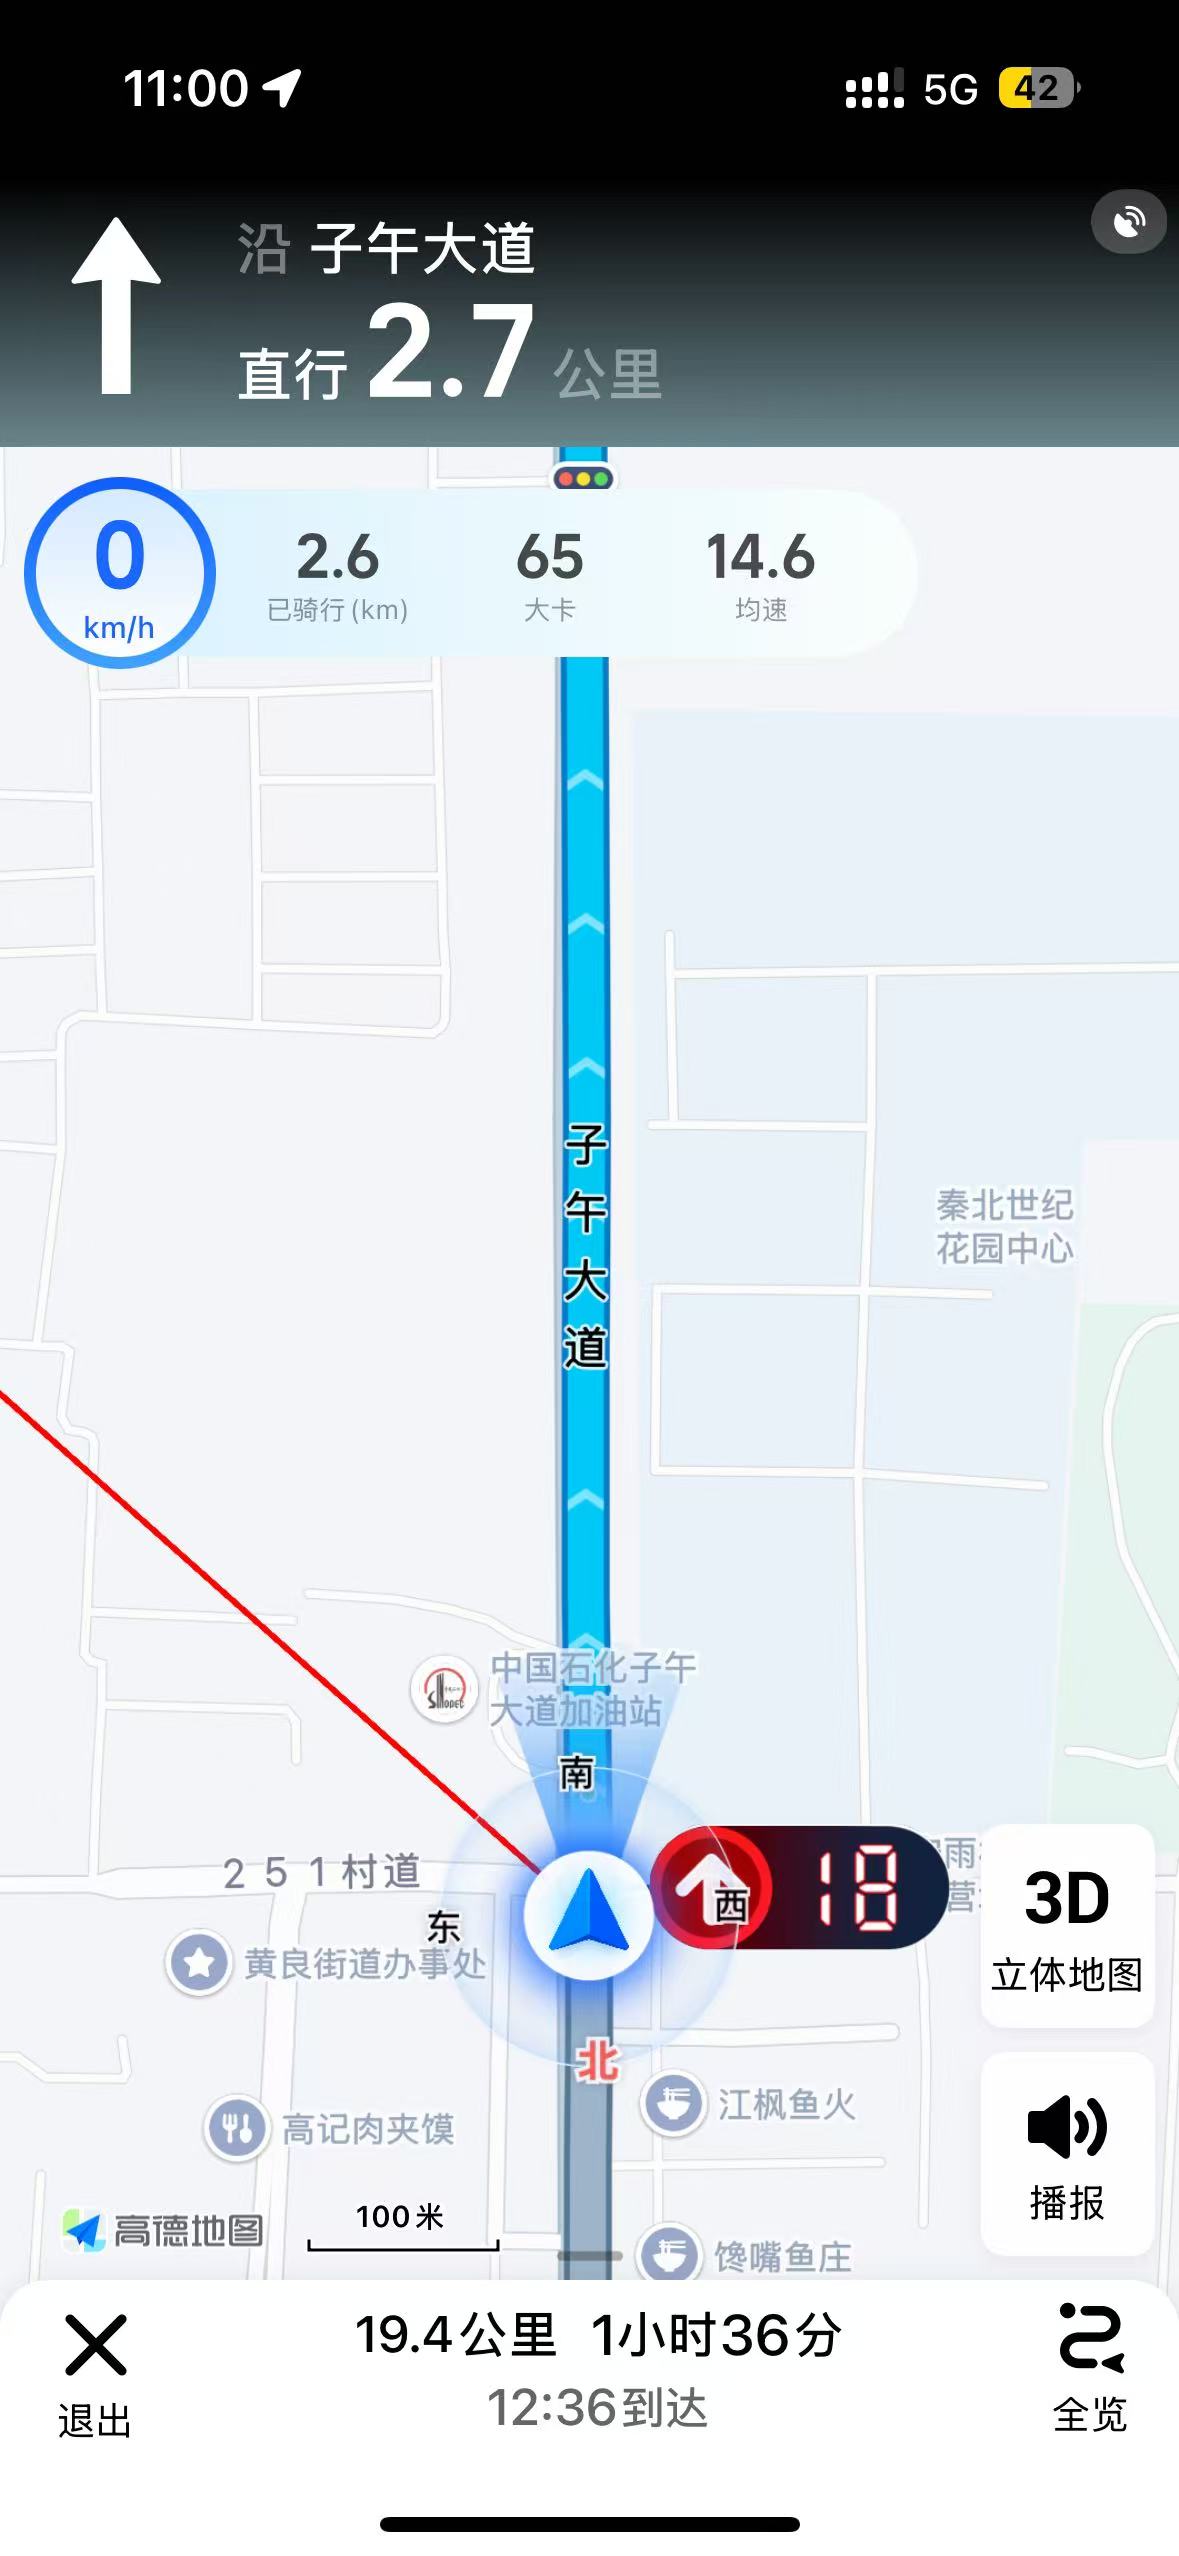 11:00
5G
42
沿 子午大道
直行 2.7 公里
0
km/h
2.6
已骑行(km)
65
大卡
14.6
均速
子午大道
秦北世纪
花园中心
中国石化子午
大道加油站
Sinopec
南
251村道
西
18
东
黄良街道办事处
雨
营
3D
立体地图
北
江枫鱼火
高记肉夹馍
播报
高德地图
100米
馋嘴鱼庄
19.4公里 1小时36分
12:36到达
退出
全览